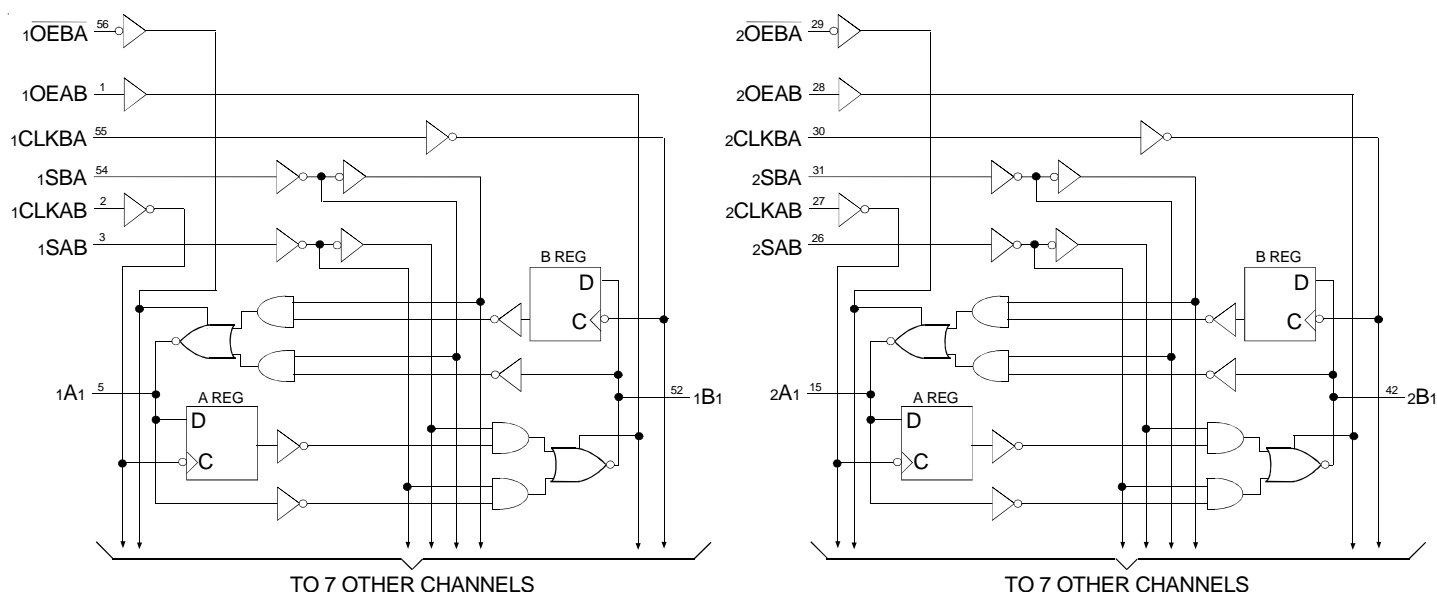 1OEBA 56
1OEAB 1
1CLKBA 55
1SBA 54
1CLKAB 2
1SAB 3
B REG
D
C
1A1 5
A REG
D
C
52 1B1
TO 7 OTHER CHANNELS
2OEBA 29
2OEAB 28
2CLKBA 30
2SBA 31
2CLKAB 27
2SAB 26
B REG
D
C
2A1 15
A REG
D
C
42 2B1
TO 7 OTHER CHANNELS